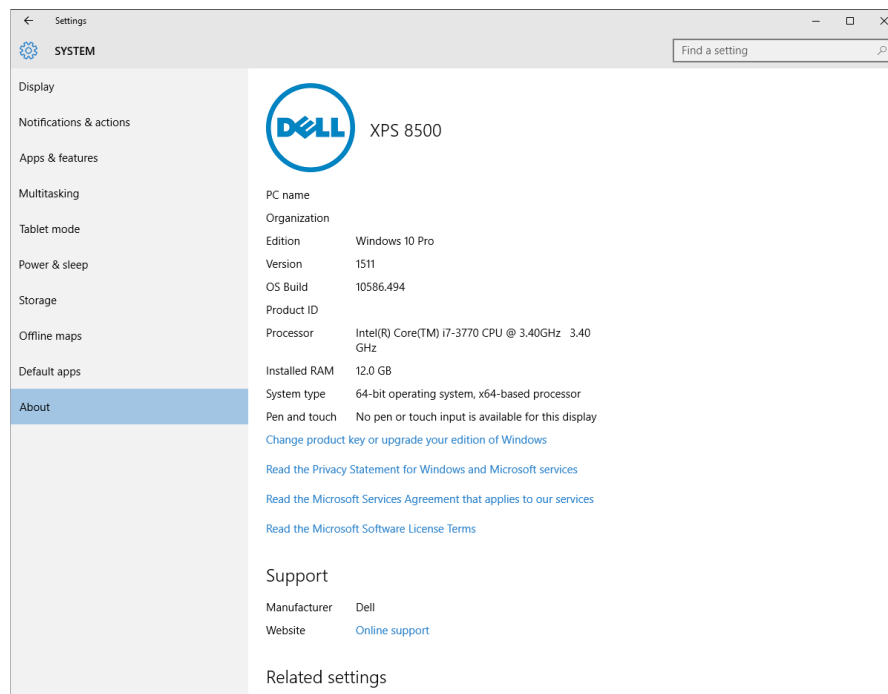 Settings
SYSTEM
Find a setting
Display
Notifications & actions
Apps & features
Multitasking
Tablet mode
Power & sleep
Storage
Offline maps
Default apps
About
DELL
XPS 8500
PC name
Organization
Edition Windows 10 Pro
Version 1511
OS Build 10586.494
Product ID
Processor Intel(R) Core(TM) i7-3770 CPU @ 3.40GHz 3.40
GHz
Installed RAM 12.0 GB
System type 64-bit operating system, x64-based processor
Pen and touch No pen or touch input is available for this display
Change product key or upgrade your edition of Windows
Read the Privacy Statement for Windows and Microsoft services
Read the Microsoft Services Agreement that applies to our services
Read the Microsoft Software License Terms
Support
Manufacturer Dell
Website Online support
Related settings